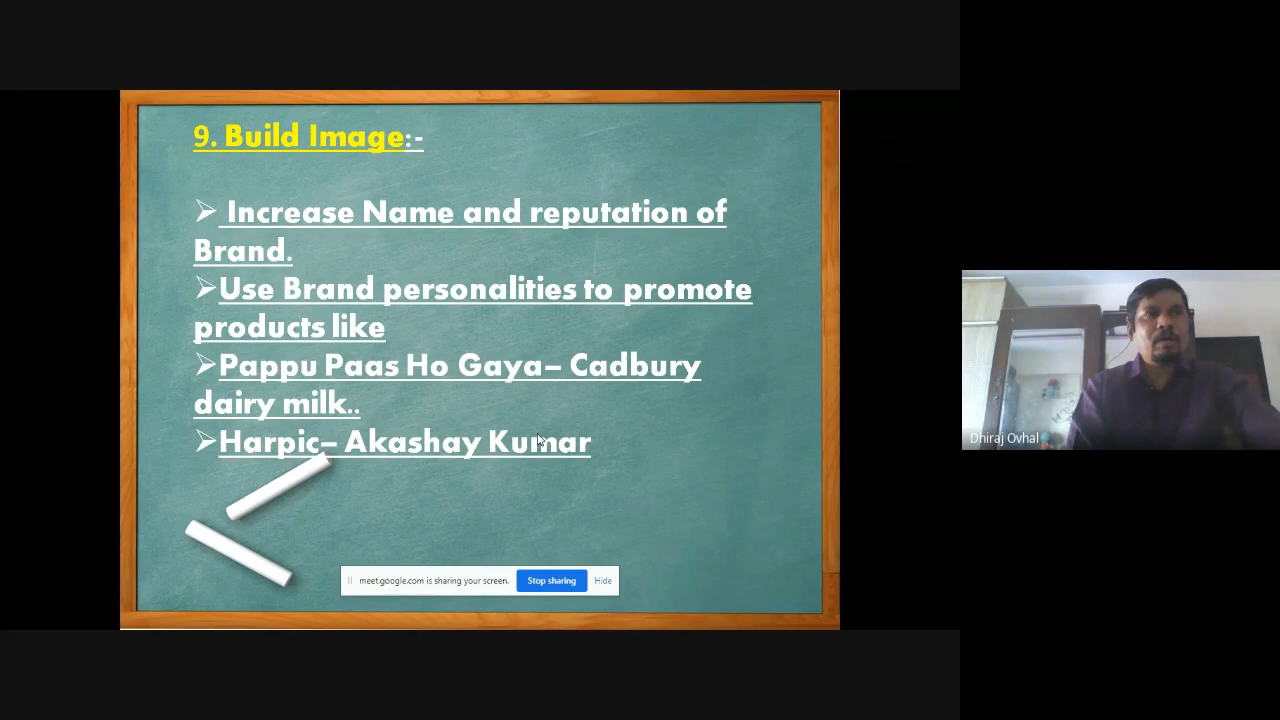 9. Build Image:-
➢ Increase Name and reputation of
Brand.
➢Use Brand personalities to promote
products like
➢Pappu Paas Ho Gaya– Cadbury
dairy milk..
➢Harpic– Akashay Kumar
meet.google.com is sharing your screen. Stop sharing Hide
Dhiraj Ovhal